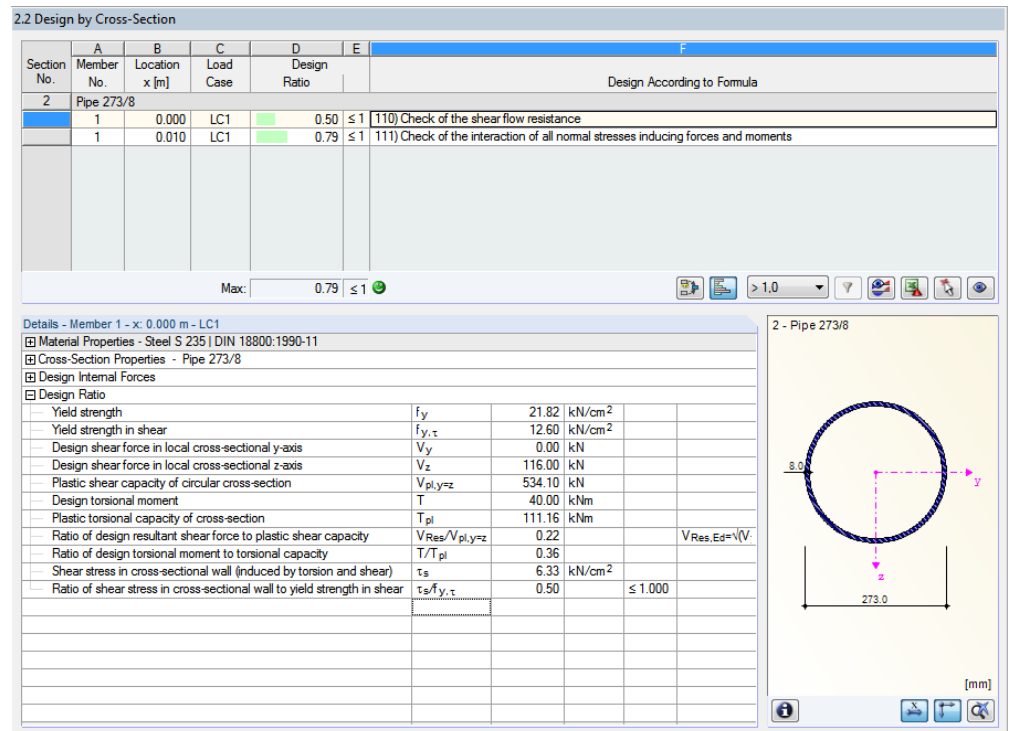 2.2 Design by Cross-Section
A B C D E F
Section Member Location Load Design
No. No. x [m] Case Ratio Design According to Formula
2 Pipe 273/8
1 0.000 LC1 0.50 ≤ 1 110) Check of the shear flow resistance
1 0.010 LC1 0.79 ≤ 1 111) Check of the interaction of all normal stresses inducing forces and moments
Max: 0.79 ≤ 1 > 1,0
Details - Member 1 - x: 0.000 m - LC1
Material Properties - Steel S 235 | DIN 18800:1990-11
Cross-Section Properties - Pipe 273/8
Design Internal Forces
Design Ratio
Yield strength fy 21.82 kN/cm2
Yield strength in shear fy,τ 12.60 kN/cm2
Design shear force in local cross-sectional y-axis Vy 0.00 kN
Design shear force in local cross-sectional z-axis Vz 116.00 kN
Plastic shear capacity of circular cross-section Vpl,y=z 534.10 kN
Design torsional moment T 40.00 kNm
Plastic torsional capacity of cross-section Tpl 111.16 kNm
Ratio of design resultant shear force to plastic shear capacity VRes/Vpl,y=z 0.22 VRes,Ed=√(V
Ratio of design torsional moment to torsional capacity T/Tpl 0.36
Shear stress in cross-sectional wall (induced by torsion and shear) τs 6.33 kN/cm2
Ratio of shear stress in cross-sectional wall to yield strength in shear τs/fy,τ 0.50 ≤ 1.000
2 - Pipe 273/8
8.0
y
z
273.0
[mm]
X